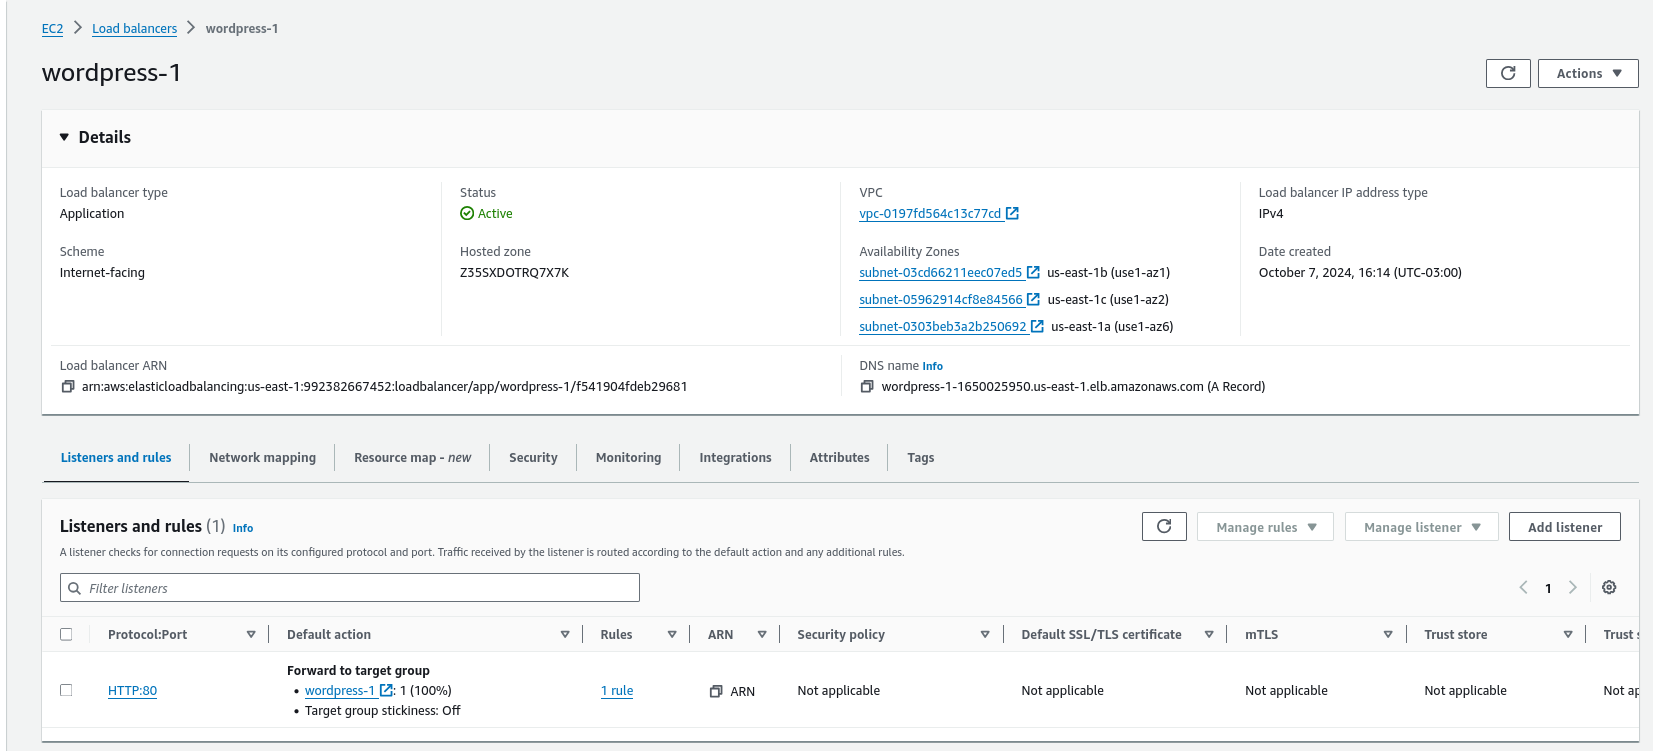 EC2 > Load balancers > wordpress-1
wordpress-1
Actions
Details
Load balancer type
Application
Status
Active
VPC
vpc-0197fd564c13c77cd
Load balancer IP address type
IPv4
Scheme
Internet-facing
Hosted zone
Z35SXDOTRQ7X7K
Availability Zones
subnet-03cd66211eec07ed5 us-east-1b (use1-az1)
subnet-05962914cf8e84566 us-east-1c (use1-az2)
subnet-0303beb3a2b250692 us-east-1a (use1-az6)
Date created
October 7, 2024, 16:14 (UTC-03:00)
Load balancer ARN
arn:aws:elasticloadbalancing:us-east-1:992382667452:loadbalancer/app/wordpress-1/f541904fdeb29681
DNS name Info
wordpress-1-1650025950.us-east-1.elb.amazonaws.com (A Record)
Listeners and rules Network mapping Resource map - new Security Monitoring Integrations Attributes Tags
Listeners and rules (1) Info
Manage rules Manage listener Add listener
A listener checks for connection requests on its configured protocol and port. Traffic received by the listener is routed according to the default action and any additional rules.
Filter listeners
1
Protocol:Port Default action Rules ARN Security policy Default SSL/TLS certificate mTLS Trust store Trust s
HTTP:80
Forward to target group
• wordpress-1 : 1 (100%)
• Target group stickiness: Off
1 rule
ARN
Not applicable
Not applicable
Not applicable
Not applicable
Not ap